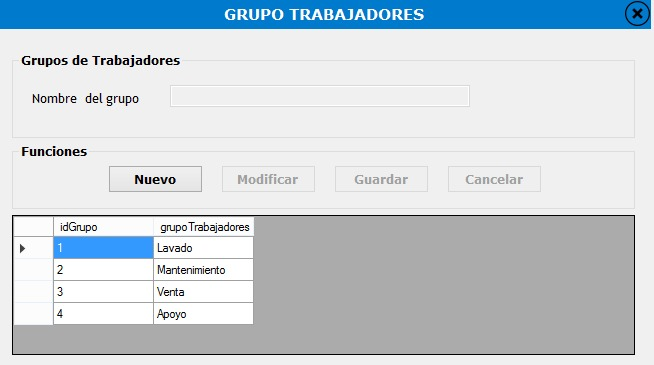 GRUPO TRABAJADORES
Grupos de Trabajadores
Nombre del grupo
Funciones
Nuevo Modificar Guardar Cancelar
idGrupo grupoTrabajadores
1 Lavado
2 Mantenimiento
3 Venta
4 Apoyo